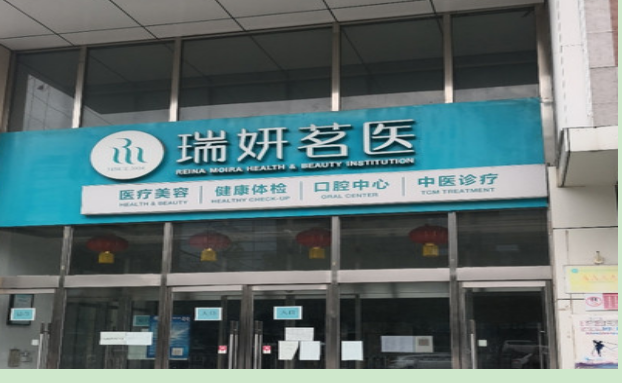 瑞妍茗医
REINA MOIRA HEALTH & BEAUTY INSTITUTION
医疗美容 健康体检 口腔中心 中医诊疗
HEALTH & BEAUTY HEALTHY CHECK-UP ORAL CENTER TCM TREATMENT